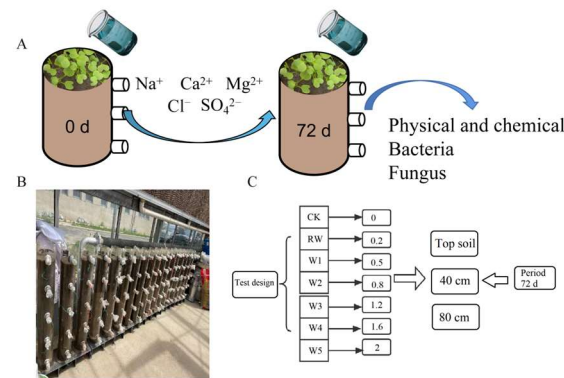 A
0 d
Na⁺ Ca²⁺ Mg²⁺
Cl⁻ SO₄²⁻
72 d
Physical and chemical
Bacteria
Fungus
B
C
Test design
CK 0
RW 0.2
W1 0.5
W2 0.8
W3 1.2
W4 1.6
W5 2
Top soil
40 cm
80 cm
Period
72 d